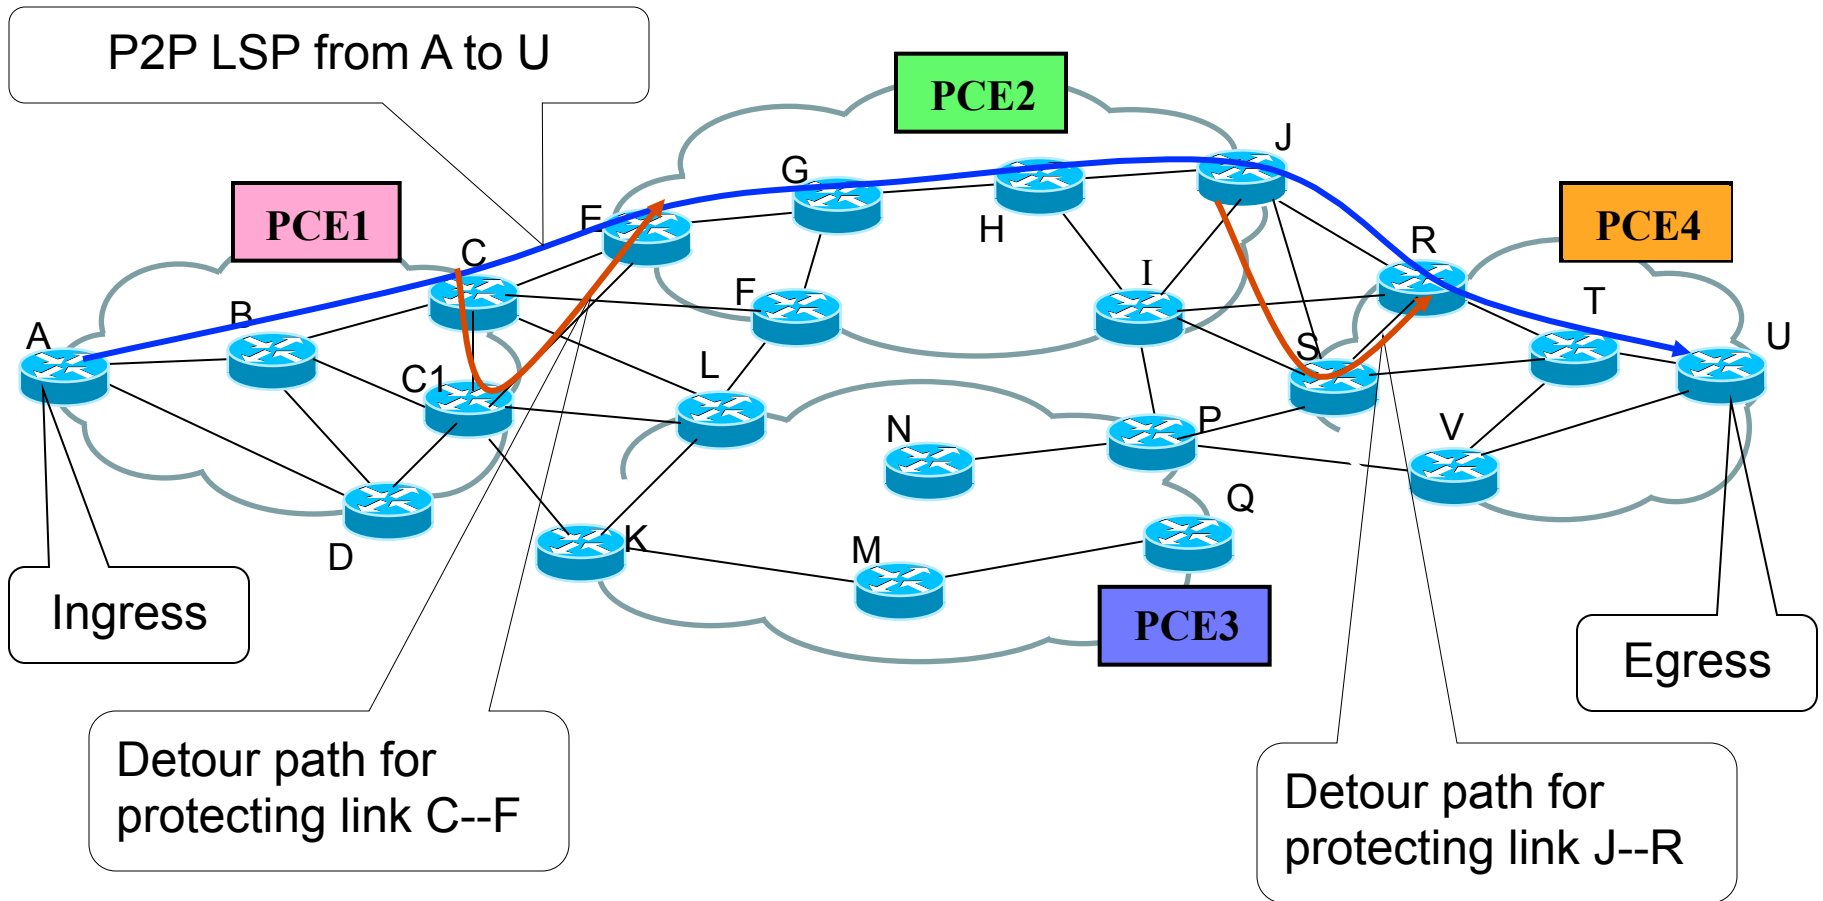 P2P LSP from A to U
PCE2
J
G
PCE1
E
H
PCE4
C
R
B
F
I
T
A
U
S
C1
L
N
P
V
D
K
M
Q
Ingress
PCE3
Egress
Detour path for
protecting link C--F
Detour path for
protecting link J--R